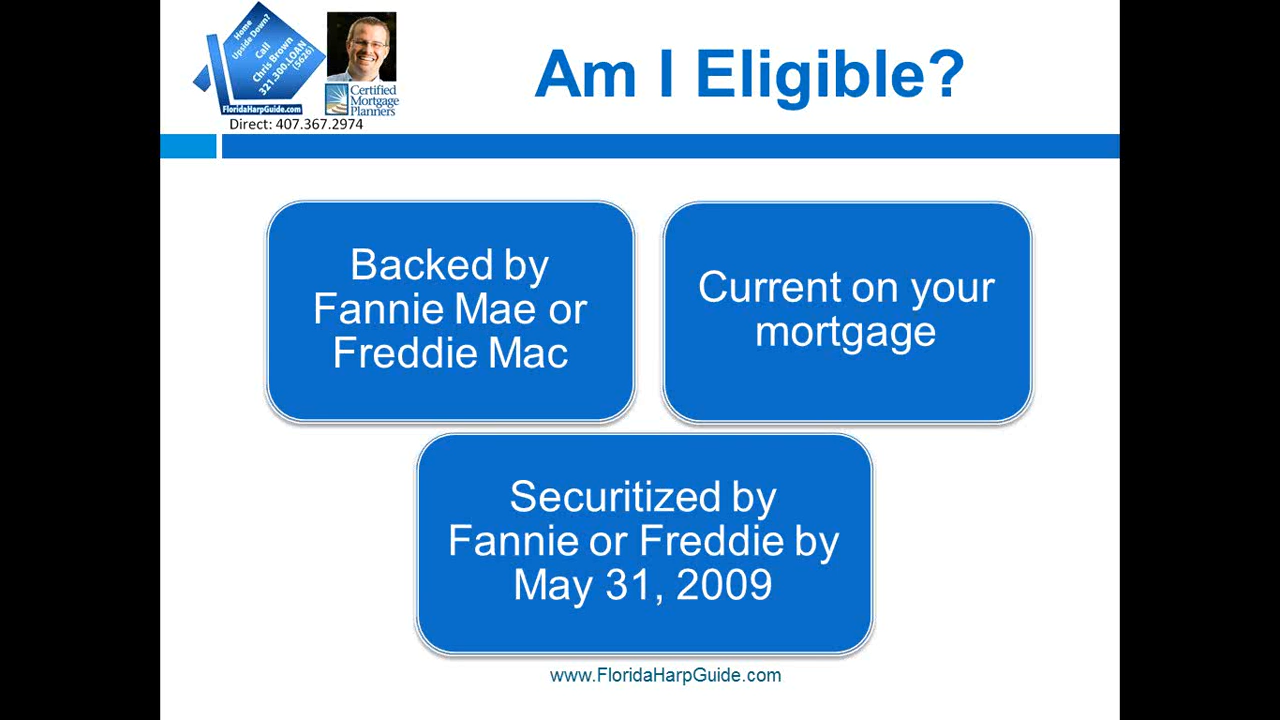 Home
Upside Down?
Call
Chris Brown
321.300.LOAN
(5626)
FloridaHarpGuide.com
Certified
Mortgage
Planners
Direct: 407.367.2974
Am I Eligible?
Backed by
Fannie Mae or
Freddie Mac
Current on your
mortgage
Securitized by
Fannie or Freddie by
May 31, 2009
www.FloridaHarpGuide.com